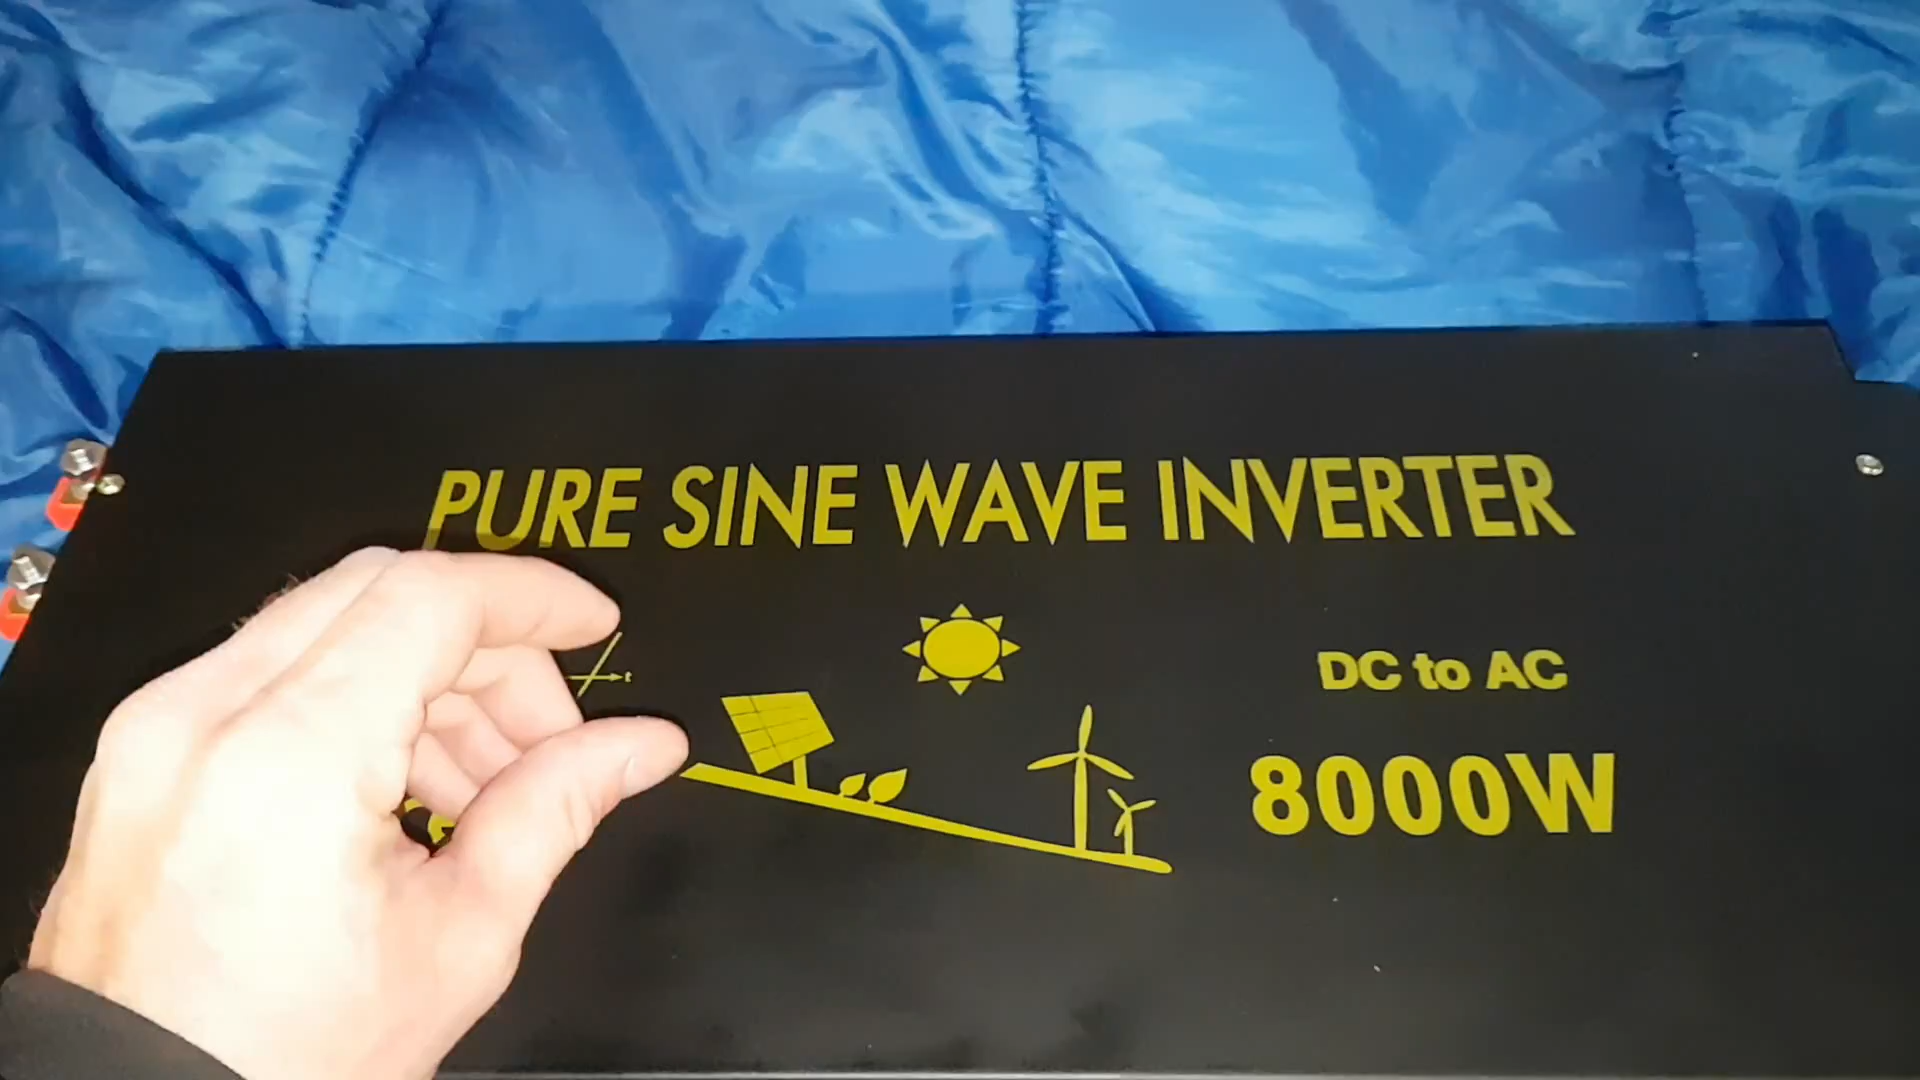 PURE SINE WAVE INVERTER
t
DC to AC
8000W